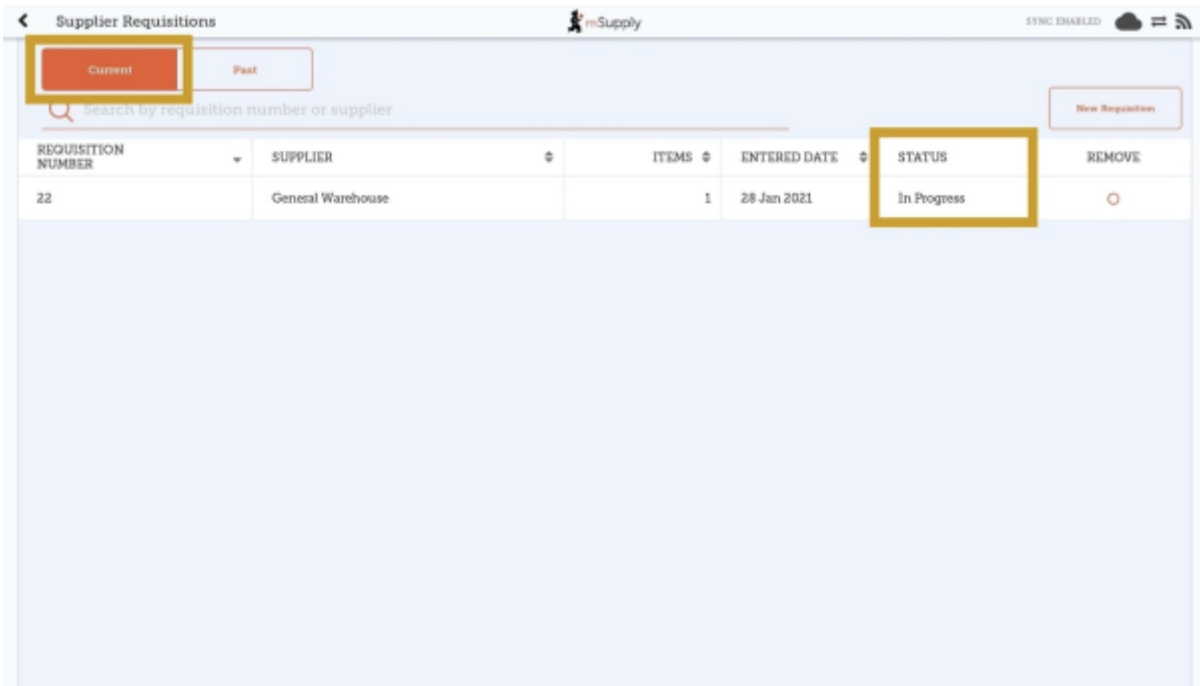 Supplier Requisitions
mSupply
SYNC ENABLED
Current
Past
Search by requisition number or supplier
New Requisition
REQUISITION
NUMBER
SUPPLIER
ITEMS
ENTERED DATE
STATUS
REMOVE
22
General Warehouse
1
28 Jan 2021
In Progress